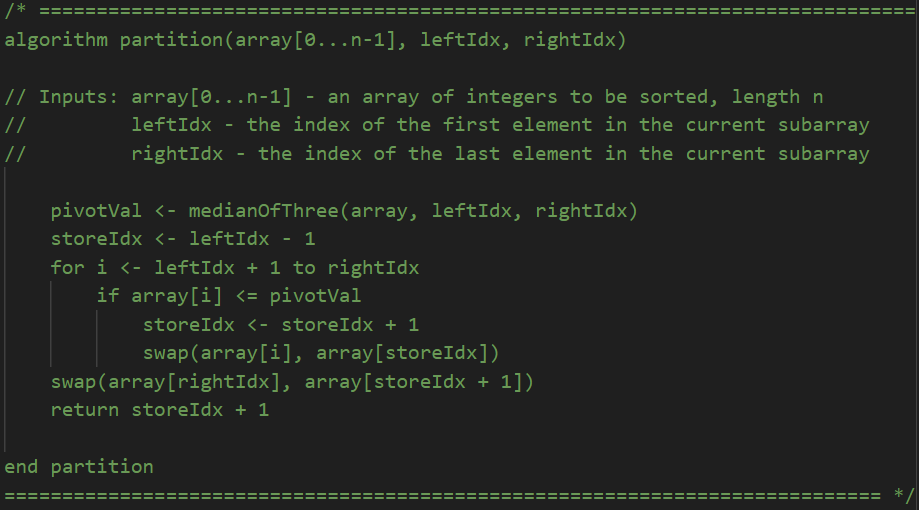 /* ============================================================================
algorithm partition(array[0...n-1], leftIdx, rightIdx)
// Inputs: array[0...n-1] - an array of integers to be sorted, length n
//         leftIdx - the index of the first element in the current subarray
//         rightIdx - the index of the last element in the current subarray
    pivotVal <- medianOfThree(array, leftIdx, rightIdx)
    storeIdx <- leftIdx - 1
    for i <- leftIdx + 1 to rightIdx
        if array[i] <= pivotVal
            storeIdx <- storeIdx + 1
            swap(array[i], array[storeIdx])
    swap(array[rightIdx], array[storeIdx + 1])
    return storeIdx + 1
end partition
============================================================================ */